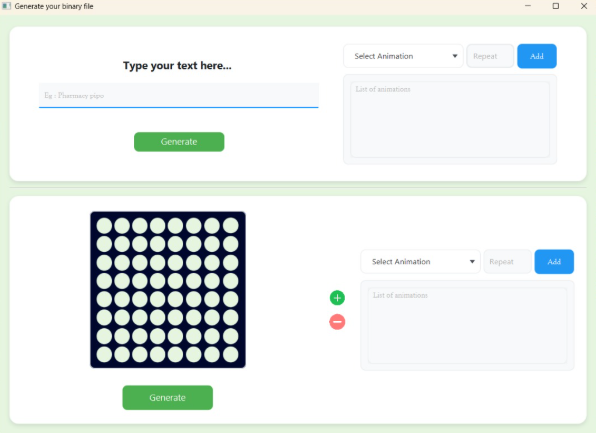 Generate your binary file
Type your text here...
Eg : Pharmacy pipo
Generate
Select Animation
Repeat
Add
List of animations
Generate
Select Animation
Repeat
Add
List of animations